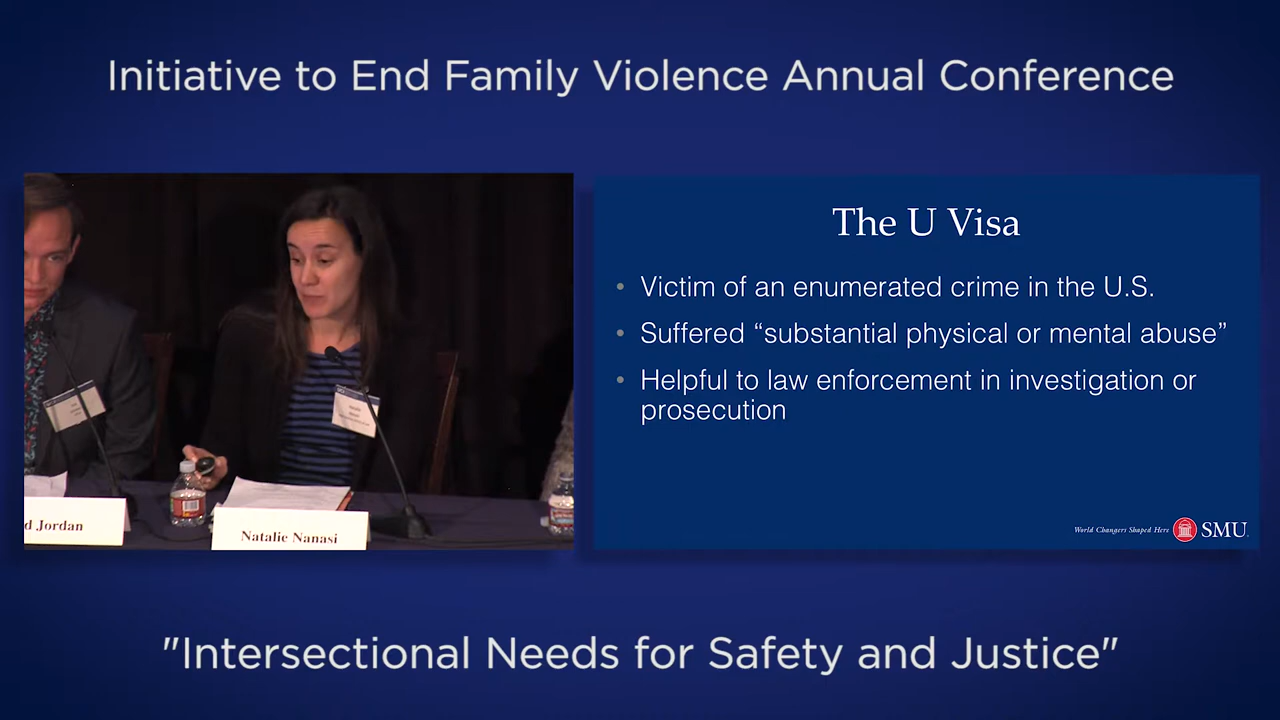 Initiative to End Family Violence Annual Conference
The U Visa
• Victim of an enumerated crime in the U.S.
• Suffered “substantial physical or mental abuse”
• Helpful to law enforcement in investigation or
prosecution
d Jordan
Natalie Nanasi
World Changers Shaped Here SMU
"Intersectional Needs for Safety and Justice"